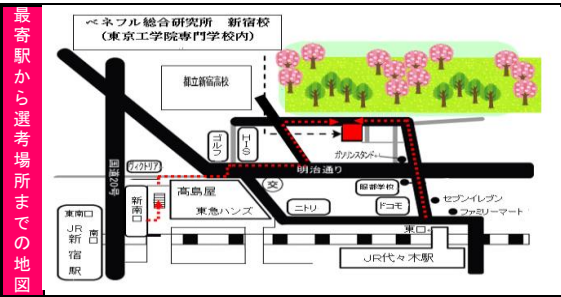 最寄駅から選考場所までの地図
ベネフル総合研究所 新宿校
(東京工学院専門学校内)
都立新宿高校
ゴルフ
HIS
ガソリンスタンド
国道20号
ヴィクトリア
明治通り
交
服部学校
セブンイレブン
ファミリーマート
新南口
高島屋
東急ハンズ
ニトリ
ドコモ
東南口
南口
JR新宿駅
東口
JR代々木駅